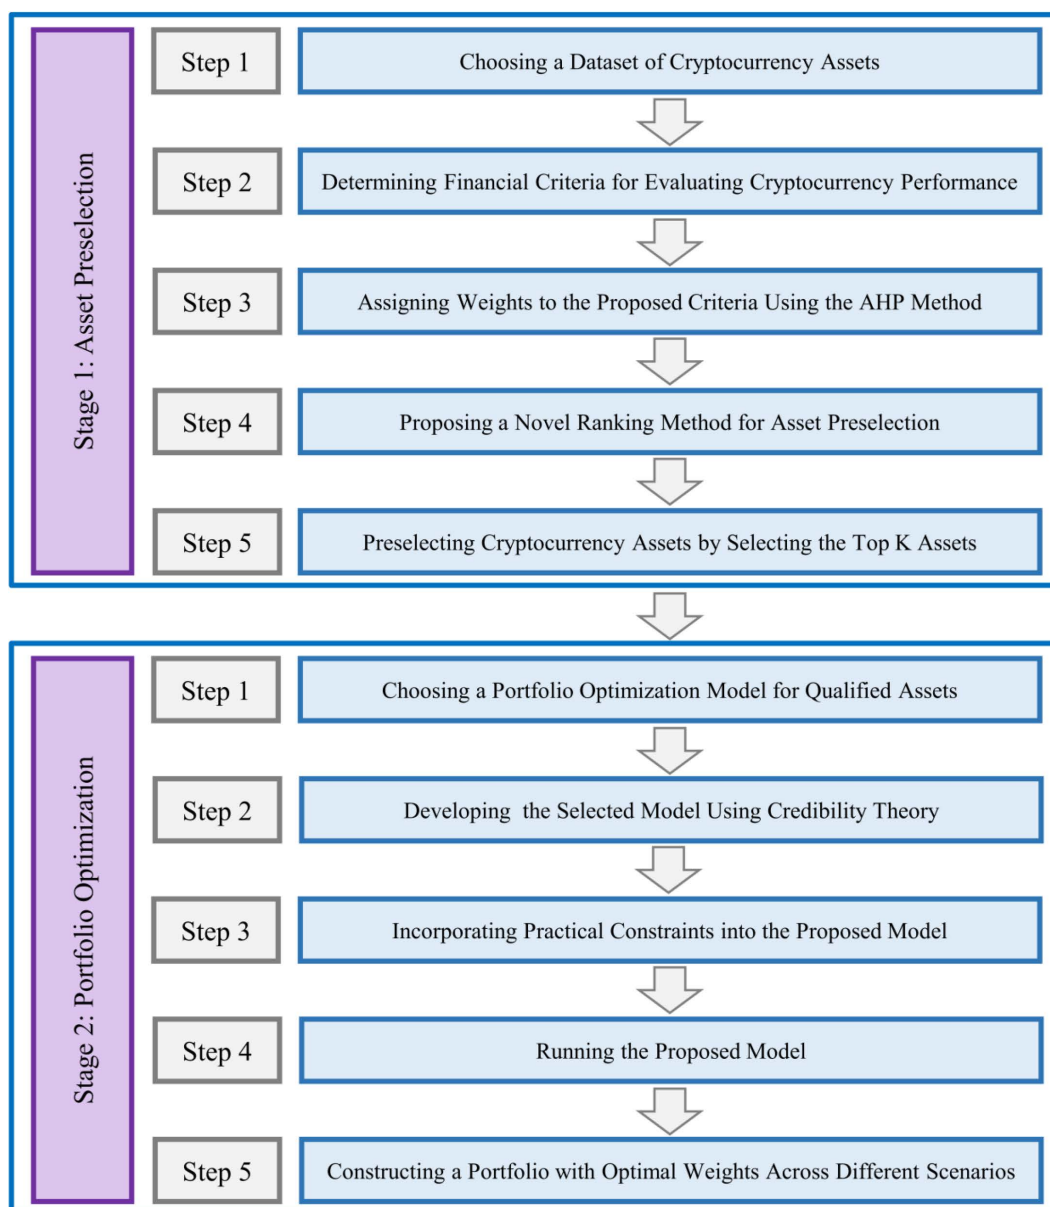 Stage 1: Asset Preselection
Step 1
Choosing a Dataset of Cryptocurrency Assets
Step 2
Determining Financial Criteria for Evaluating Cryptocurrency Performance
Step 3
Assigning Weights to the Proposed Criteria Using the AHP Method
Step 4
Proposing a Novel Ranking Method for Asset Preselection
Step 5
Preselecting Cryptocurrency Assets by Selecting the Top K Assets
Stage 2: Portfolio Optimization
Step 1
Choosing a Portfolio Optimization Model for Qualified Assets
Step 2
Developing the Selected Model Using Credibility Theory
Step 3
Incorporating Practical Constraints into the Proposed Model
Step 4
Running the Proposed Model
Step 5
Constructing a Portfolio with Optimal Weights Across Different Scenarios